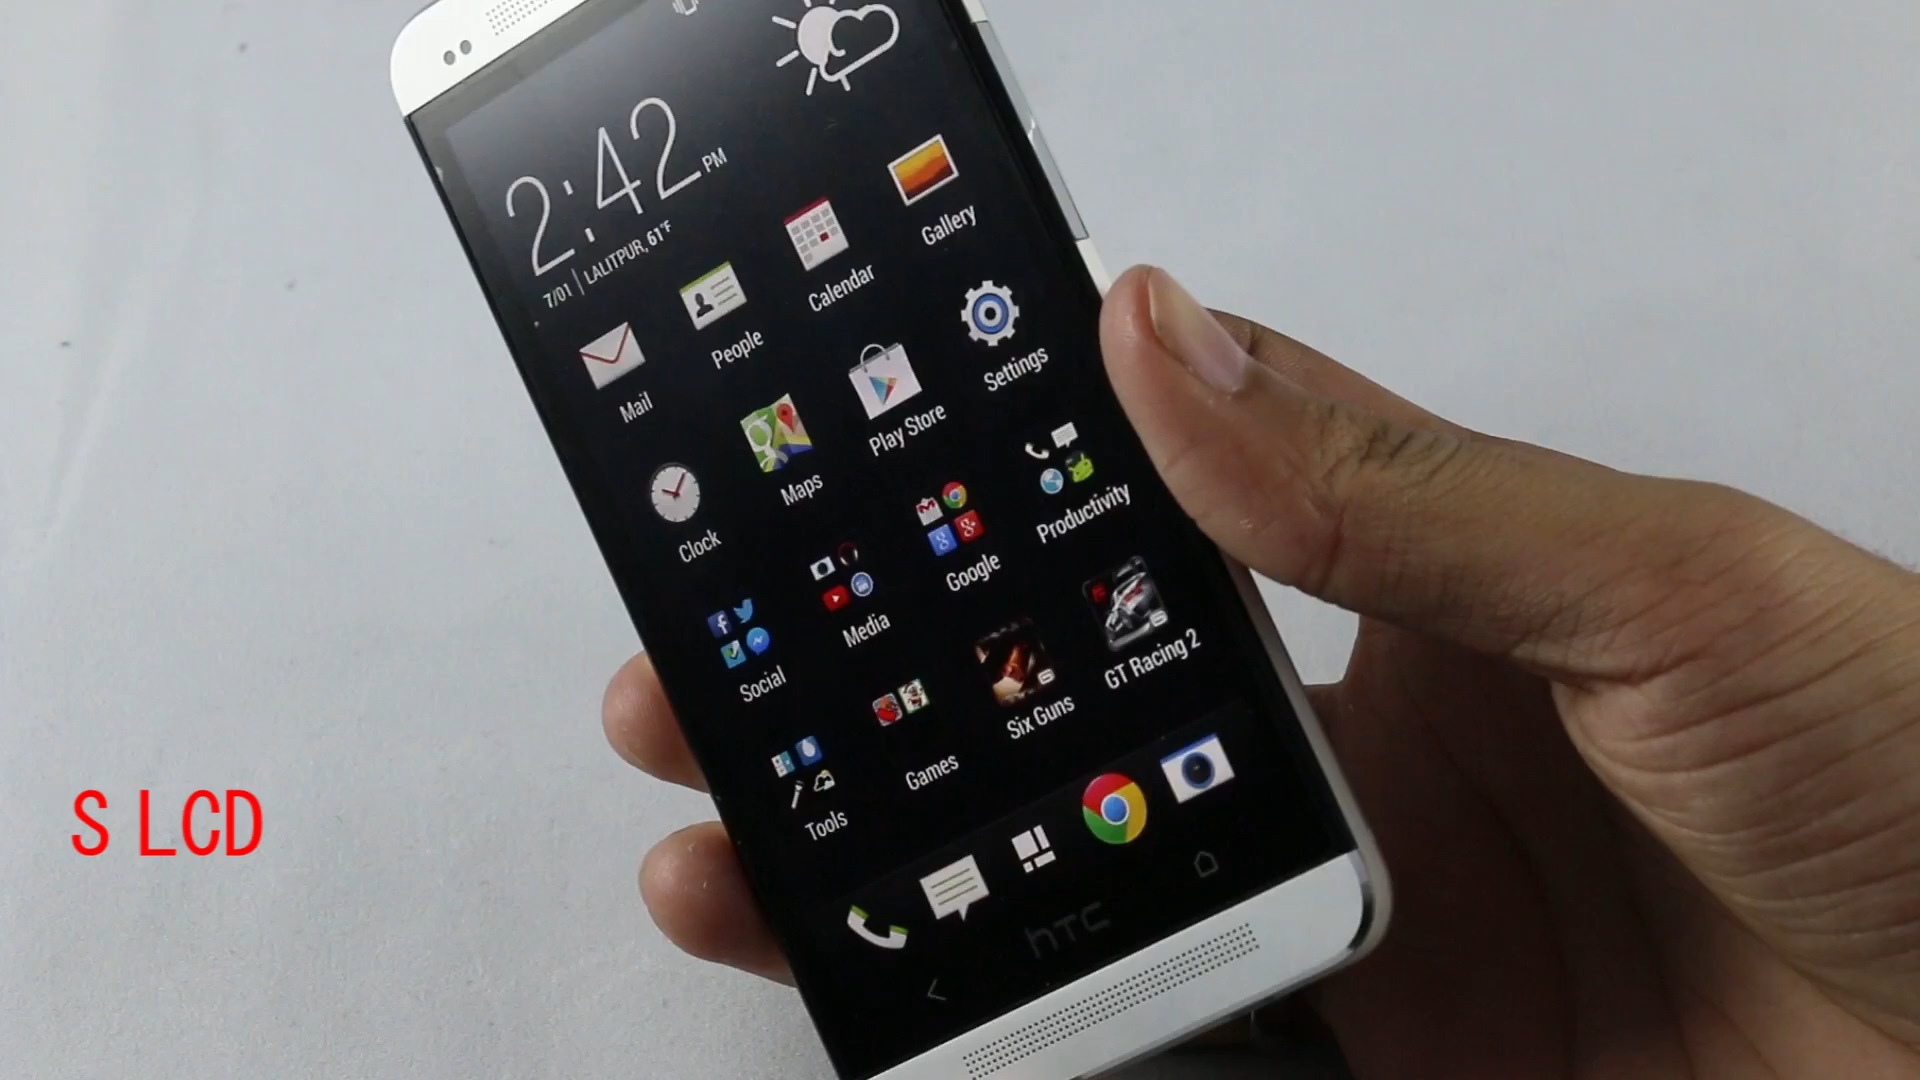 2:42 PM
7/01 | LALITPUR, 61°F
Mail
People
Calendar
Gallery
Clock
Maps
Play Store
Settings
Social
Media
Google
Productivity
Tools
Games
Six Guns
GT Racing 2
hTC
S LCD